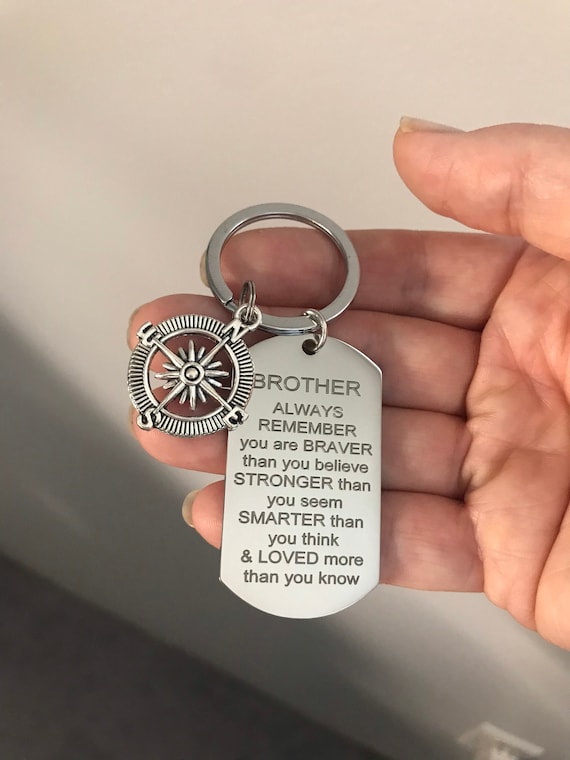 BROTHER
ALWAYS
REMEMBER
you are BRAVER
than you believe
STRONGER than
you seem
SMARTER than
you think
& LOVED more
than you know